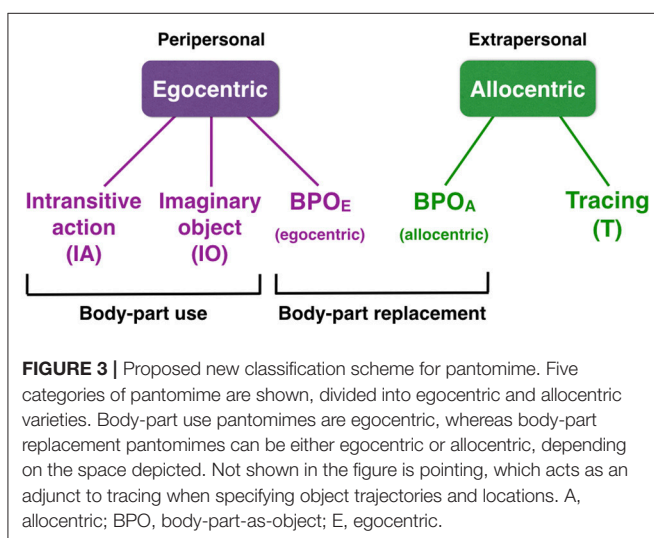 Peripersonal
Extrapersonal
Egocentric
Allocentric
Intransitive action (IA)
Imaginary object (IO)
BPOE (egocentric)
BPOA (allocentric)
Tracing (T)
Body-part use
Body-part replacement
FIGURE 3 | Proposed new classification scheme for pantomime. Five
categories of pantomime are shown, divided into egocentric and allocentric
varieties. Body-part use pantomimes are egocentric, whereas body-part
replacement pantomimes can be either egocentric or allocentric, depending
on the space depicted. Not shown in the figure is pointing, which acts as an
adjunct to tracing when specifying object trajectories and locations. A,
allocentric; BPO, body-part-as-object; E, egocentric.